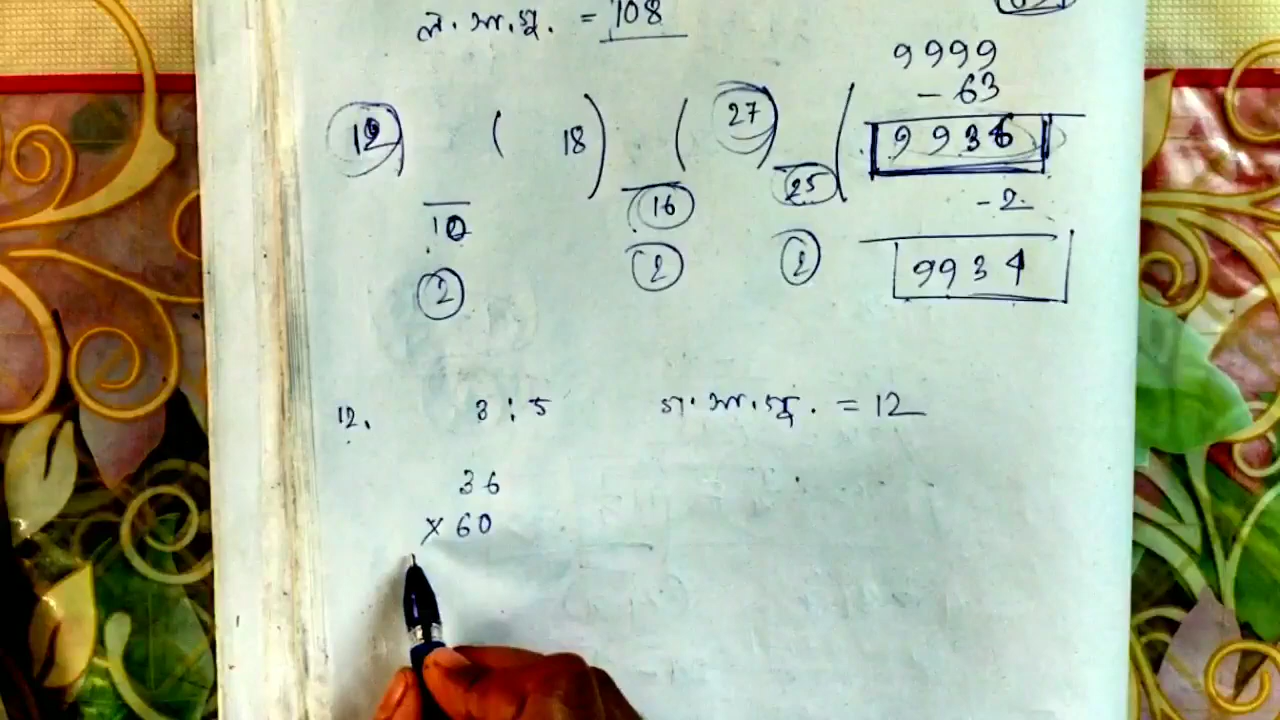 ল. সা. গু. = 108
9999
- 63
12) ( 18) ( 27) ( 9936
10 16 25 - 2
2 2 2 9934
12. 3 : 5 গ. সা. গু. = 12
36
× 60